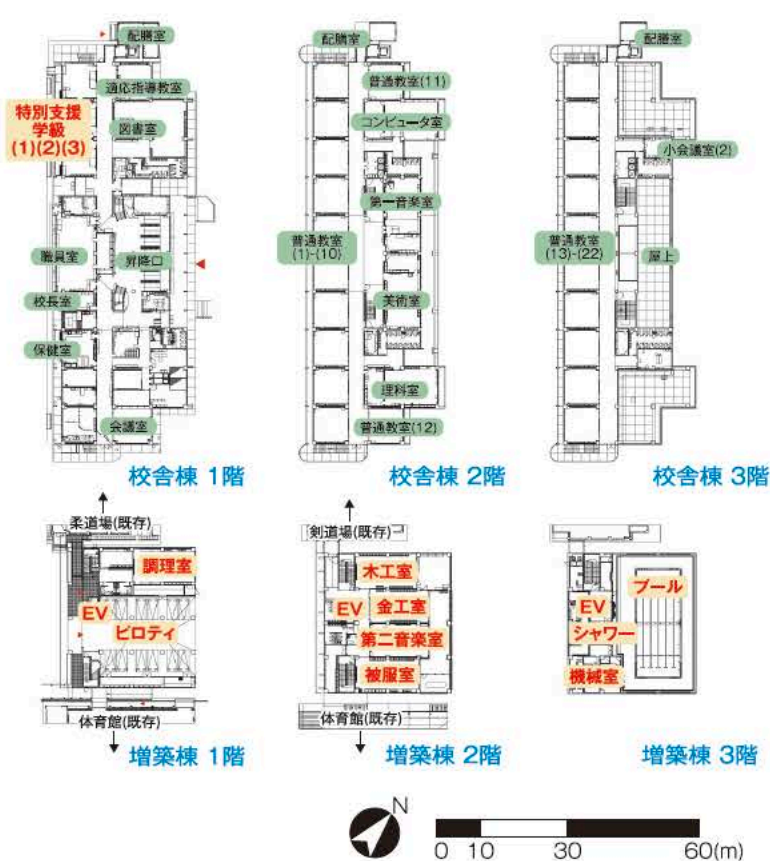 配膳室
適応指導教室
特別支援
学級
(1)(2)(3)
図書室
職員室
昇降口
校長室
保健室
会議室
校舎棟 1階
配膳室
普通教室(11)
コンピュータ室
第一音楽室
普通教室
(1)-(10)
美術室
理科室
普通教室(12)
校舎棟 2階
配膳室
小会議室(2)
普通教室
(13)-(22)
屋上
校舎棟 3階
柔道場(既存)
調理室
EV
ピロティ
体育館(既存)
増築棟 1階
剣道場(既存)
木工室
EV
金工室
第二音楽室
被服室
体育館(既存)
増築棟 2階
プール
EV
シャワー
機械室
増築棟 3階
N
0 10 30 60(m)